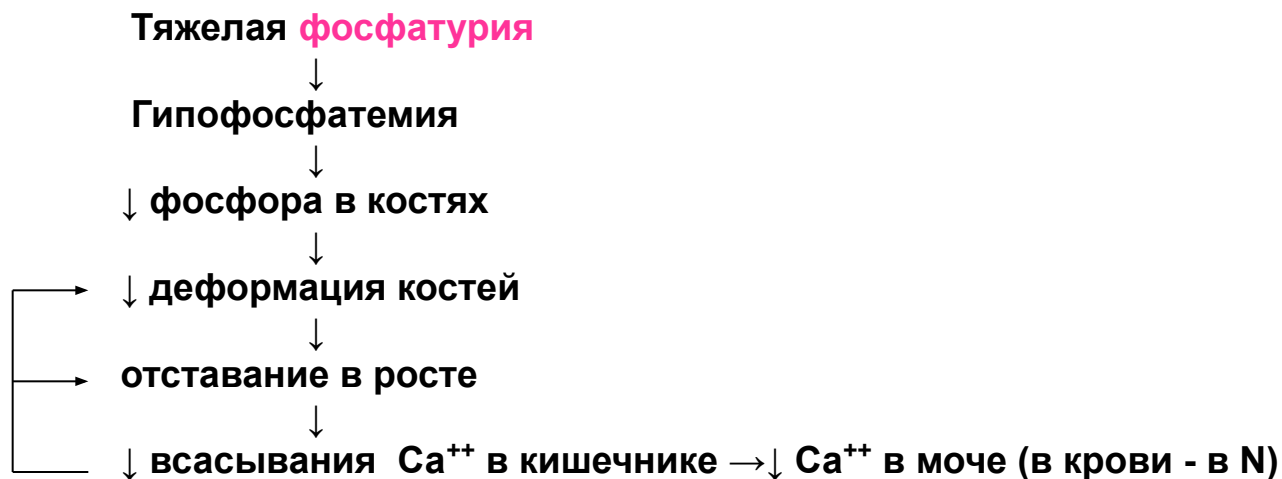 Тяжелая фосфатурия
↓
Гипофосфатемия
↓
↓ фосфора в костях
↓
↓ деформация костей
↓
отставание в росте
↓
↓ всасывания Ca⁺⁺ в кишечнике →↓ Ca⁺⁺ в моче (в крови - в N)